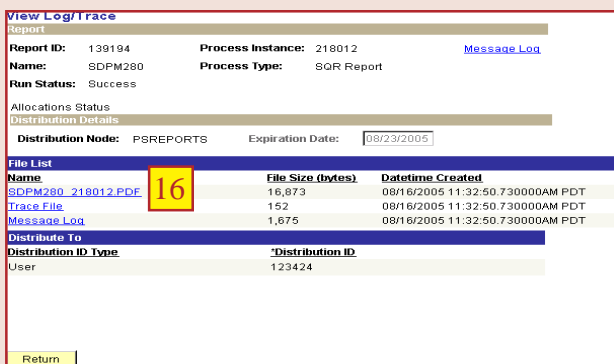 View Log/Trace
Report
Report ID: 139194 Process Instance: 218012 Message Log
Name: SDPM280 Process Type: SQR Report
Run Status: Success
Allocations Status
Distribution Details
Distribution Node: PSREPORTS Expiration Date: 08/23/2005
File List
Name File Size (bytes) Datetime Created
SDPM280_218012.PDF 16,873 08/16/2005 11:32:50.730000AM PDT
16
Trace File 152 08/16/2005 11:32:50.730000AM PDT
Message Log 1,675 08/16/2005 11:32:50.730000AM PDT
Distribute To
Distribution ID Type *Distribution ID
User 123424
Return